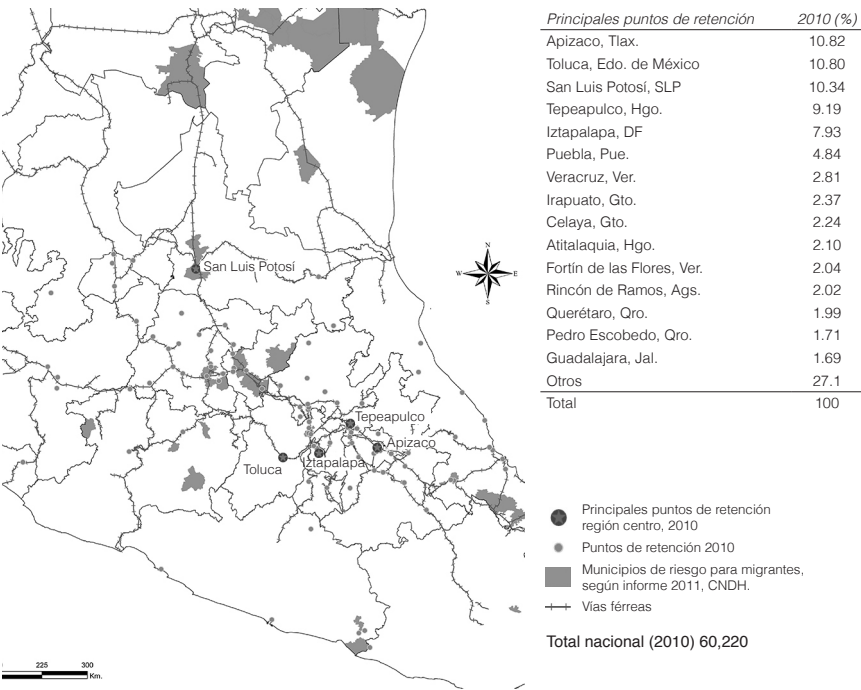 Principales puntos de retención 2010 (%)
Apizaco, Tlax. 10.82
Toluca, Edo. de México 10.80
San Luis Potosí, SLP 10.34
Tepeapulco, Hgo. 9.19
Iztapalapa, DF 7.93
Puebla, Pue. 4.84
Veracruz, Ver. 2.81
Irapuato, Gto. 2.37
Celaya, Gto. 2.24
Atitalaquia, Hgo. 2.10
Fortín de las Flores, Ver. 2.04
Rincón de Ramos, Ags. 2.02
Querétaro, Qro. 1.99
Pedro Escobedo, Qro. 1.71
Guadalajara, Jal. 1.69
Otros 27.1
Total 100
N
W E
S
San Luis Potosí
Tepeapulco
Apizaco
Toluca
Iztapalapa
Principales puntos de retención
región centro, 2010
Puntos de retención 2010
Municipios de riesgo para migrantes,
según informe 2011, CNDH.
Vías férreas
Total nacional (2010) 60,220
225 300
Km.